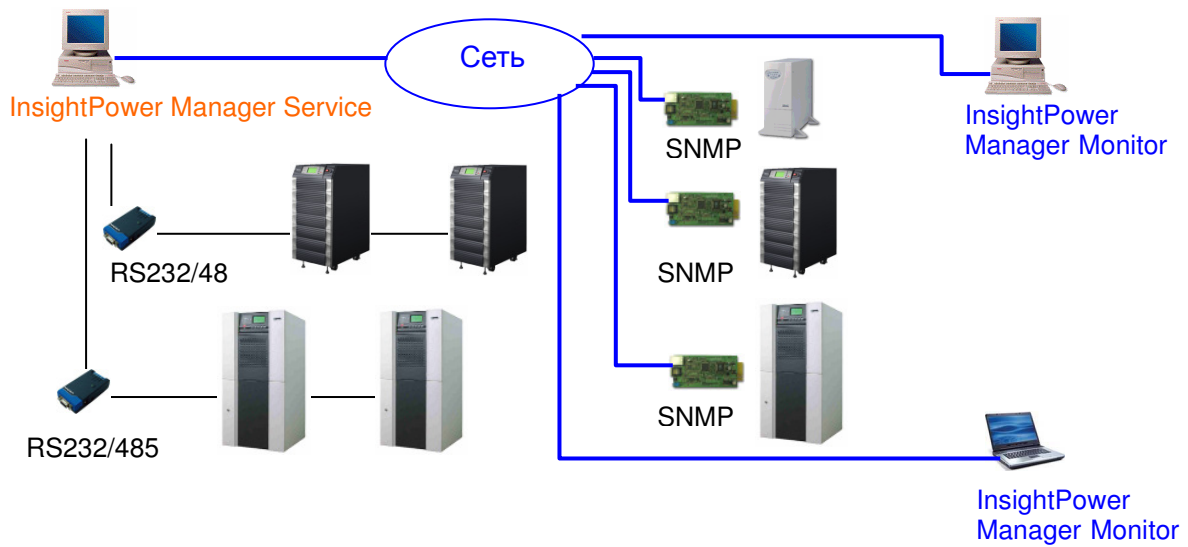 Сеть
InsightPower Manager Service
SNMP
InsightPower
Manager Monitor
RS232/48
SNMP
RS232/485
SNMP
InsightPower
Manager Monitor